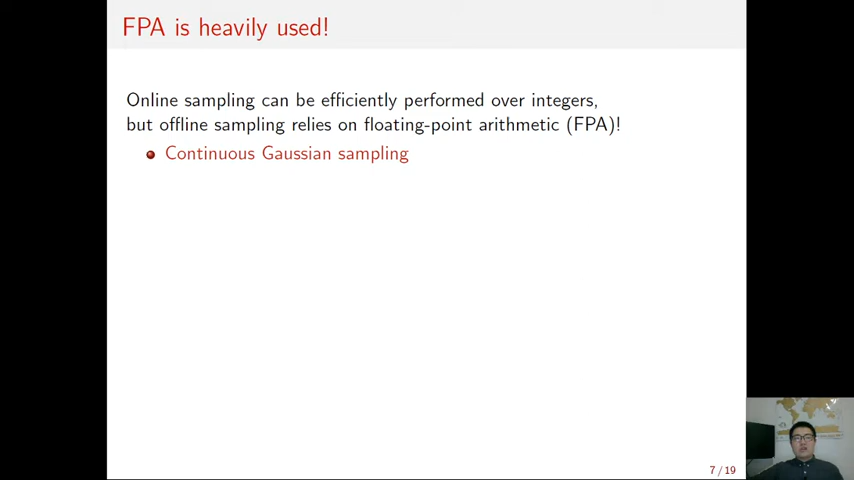 FPA is heavily used!
Online sampling can be efficiently performed over integers,
but offline sampling relies on floating-point arithmetic (FPA)!
Continuous Gaussian sampling
7 / 19